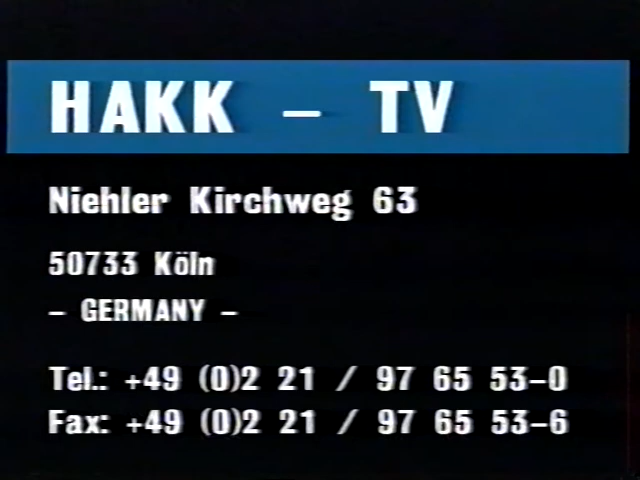 HAKK – TV
Niehler Kirchweg 63
50733 Köln
– GERMANY –
Tel.: +49 (0)2 21 / 97 65 53–0
Fax: +49 (0)2 21 / 97 65 53–6